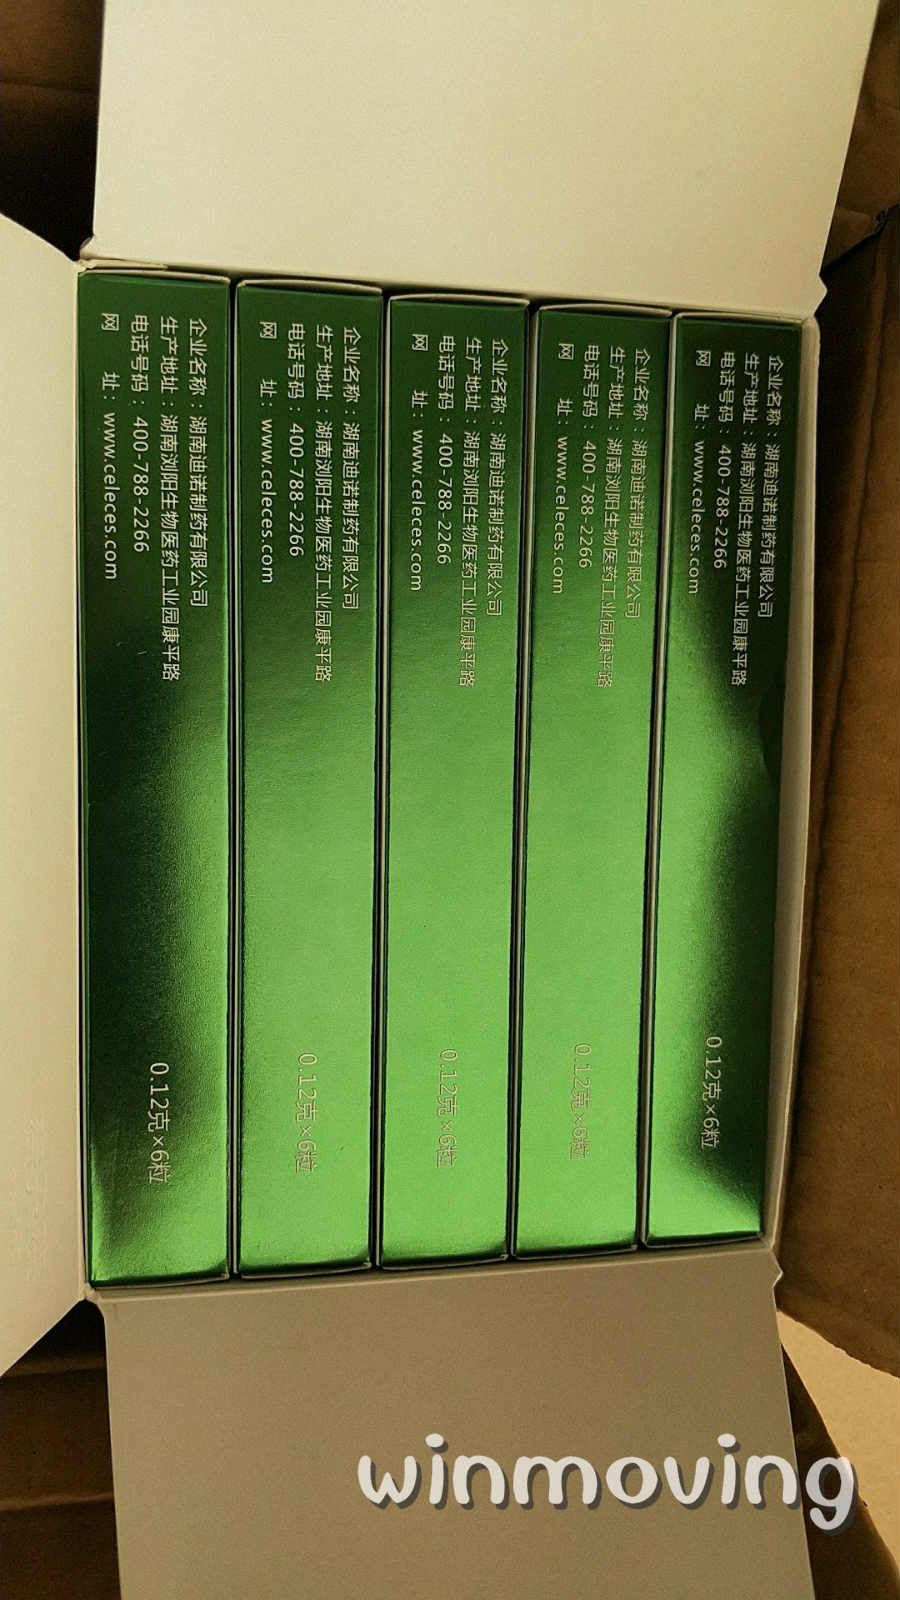 企业名称：湖南迪诺制药有限公司
生产地址：湖南浏阳生物医药工业园康平路
电话号码：400-788-2266
网 址：www.celeces.com
0.12克×6粒
企业名称：湖南迪诺制药有限公司
生产地址：湖南浏阳生物医药工业园康平路
电话号码：400-788-2266
网 址：www.celeces.com
0.12克×6粒
企业名称：湖南迪诺制药有限公司
生产地址：湖南浏阳生物医药工业园康平路
电话号码：400-788-2266
网 址：www.celeces.com
0.12克×6粒
企业名称：湖南迪诺制药有限公司
生产地址：湖南浏阳生物医药工业园康平路
电话号码：400-788-2266
网 址：www.celeces.com
0.12克×6粒
企业名称：湖南迪诺制药有限公司
生产地址：湖南浏阳生物医药工业园康平路
电话号码：400-788-2266
网 址：www.celeces.com
0.12克×6粒
winmoving